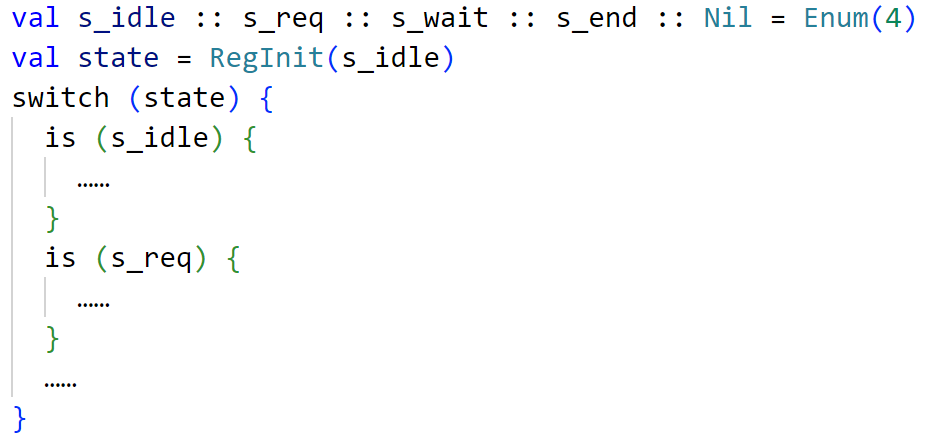 val s_idle :: s_req :: s_wait :: s_end :: Nil = Enum(4)
val state = RegInit(s_idle)
switch (state) {
  is (s_idle) {
    ……
  }
  is (s_req) {
    ……
  }
  ……
}